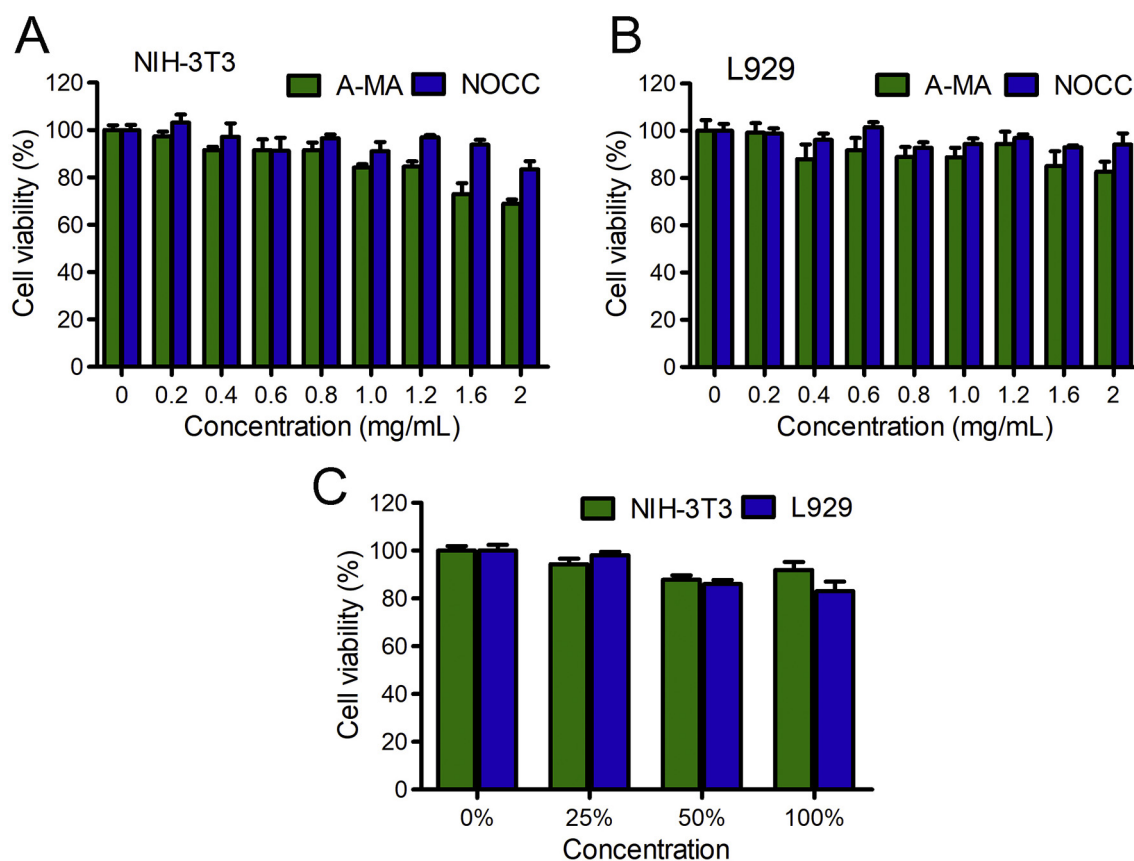 A
NIH-3T3
A-MA NOCC
120
100
80
60
40
20
0
Cell viability (%)
0 0.2 0.4 0.6 0.8 1.0 1.2 1.6 2
Concentration (mg/mL)
B
L929
A-MA NOCC
120
100
80
60
40
20
0
Cell viability (%)
0 0.2 0.4 0.6 0.8 1.0 1.2 1.6 2
Concentration (mg/mL)
C
NIH-3T3 L929
120
100
80
60
40
20
0
Cell viability (%)
0% 25% 50% 100%
Concentration